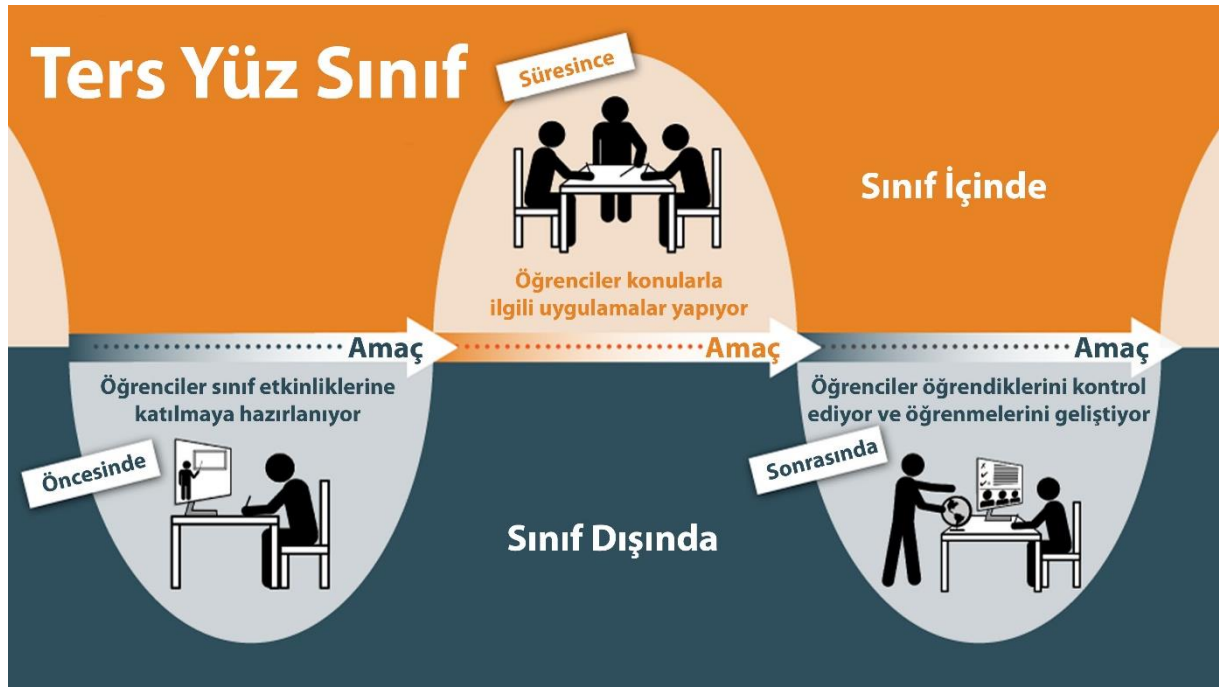 Ters Yüz Sınıf
Süresince
Sınıf İçinde
Öğrenciler konularla
ilgili uygulamalar yapıyor
Amaç
Amaç
Amaç
Öğrenciler sınıf etkinliklerine
katılmaya hazırlanıyor
Öncesinde
Öğrenciler öğrendiklerini kontrol
ediyor ve öğrenmelerini geliştiyor
Sonrasında
Sınıf Dışında